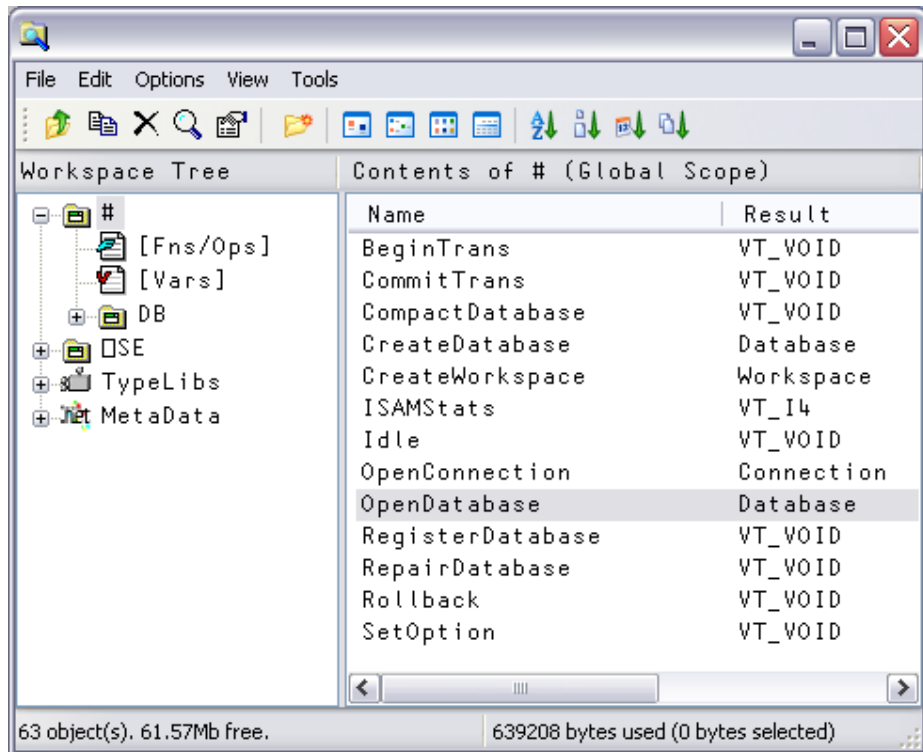 File Edit Options View Tools
Workspace Tree
Contents of # (Global Scope)
#
[Fns/Ops]
[Vars]
DB
⎕SE
TypeLibs
.Net MetaData
Name Result
BeginTrans VT_VOID
CommitTrans VT_VOID
CompactDatabase VT_VOID
CreateDatabase Database
CreateWorkspace Workspace
ISAMStats VT_I4
Idle VT_VOID
OpenConnection Connection
OpenDatabase Database
RegisterDatabase VT_VOID
RepairDatabase VT_VOID
Rollback VT_VOID
SetOption VT_VOID
63 object(s). 61.57Mb free.
639208 bytes used (0 bytes selected)